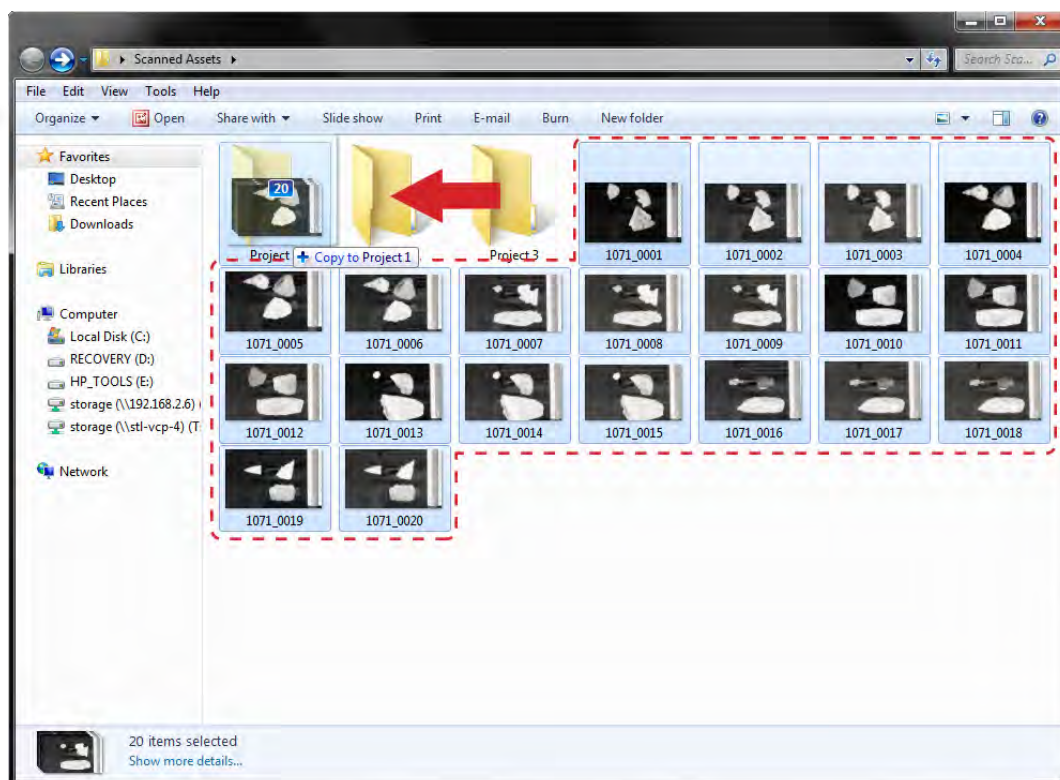 Scanned Assets
Search Sca...
File Edit View Tools Help
Organize Open Share with Slide show Print E-mail Burn New folder
Favorites
Desktop
Recent Places
Downloads
Libraries
Computer
Local Disk (C:)
RECOVERY (D:)
HP_TOOLS (E:)
storage (\\192.168.2.6)
storage (\\stl-vcp-4) (T
Network
20
Project
Copy to Project 1
Project 3
1071_0001 1071_0002 1071_0003 1071_0004
1071_0005 1071_0006 1071_0007 1071_0008 1071_0009 1071_0010 1071_0011
1071_0012 1071_0013 1071_0014 1071_0015 1071_0016 1071_0017 1071_0018
1071_0019 1071_0020
20 items selected
Show more details...